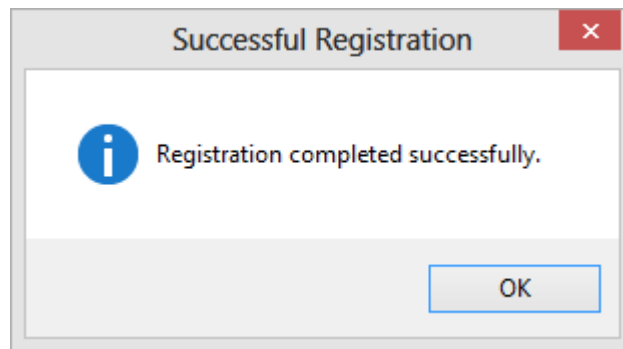 Successful Registration
Registration completed successfully.
OK